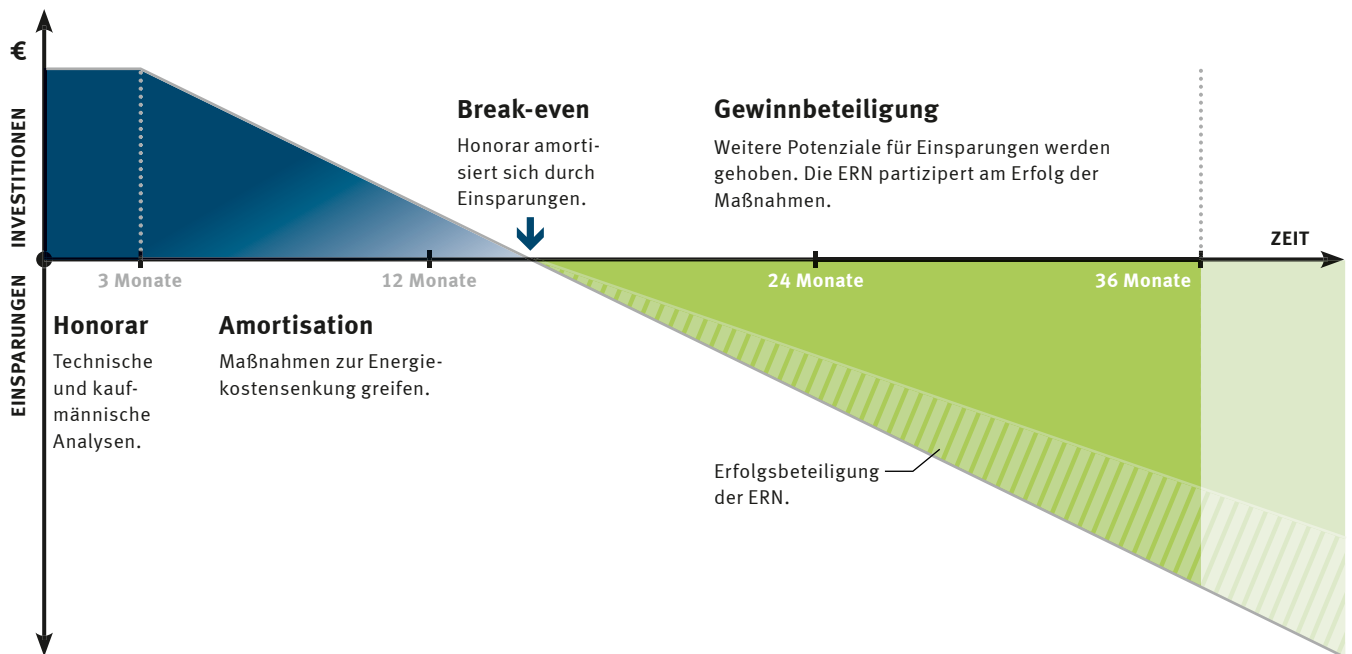 €
INVESTITIONEN
EINSPARUNGEN
Break-even
Honorar amorti-
siert sich durch
Einsparungen.
Gewinnbeteiligung
Weitere Potenziale für Einsparungen werden
gehoben. Die ERN partizipert am Erfolg der
Maßnahmen.
ZEIT
3 Monate
12 Monate
24 Monate
36 Monate
Honorar
Technische
und kauf-
männische
Analysen.
Amortisation
Maßnahmen zur Energie-
kostensenkung greifen.
Erfolgsbeteiligung
der ERN.